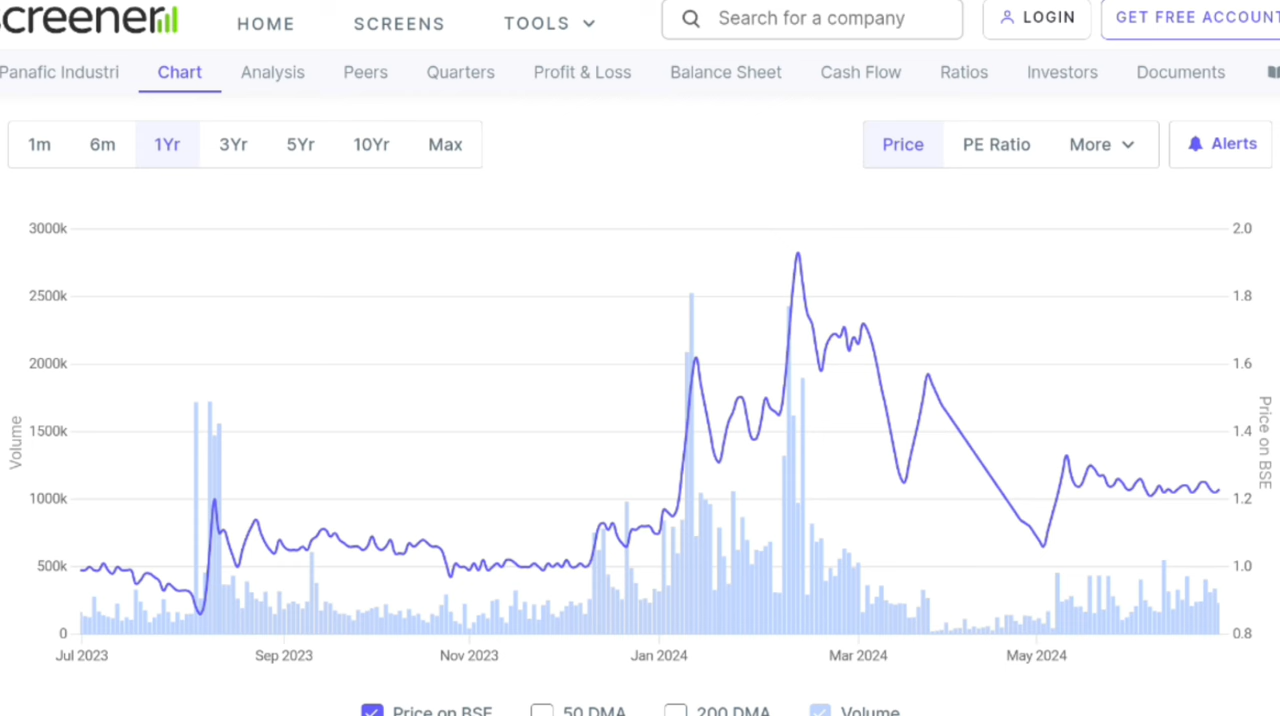 creener
HOME SCREENS TOOLS Search for a company LOGIN GET FREE ACCOUNT
Panafic Industri Chart Analysis Peers Quarters Profit & Loss Balance Sheet Cash Flow Ratios Investors Documents
1m 6m 1Yr 3Yr 5Yr 10Yr Max Price PE Ratio More Alerts
3000k 2.0
2500k 1.8
2000k 1.6
1500k 1.4
1000k 1.2
500k 1.0
0 0.8
Volume
Price on BSE
Jul 2023 Sep 2023 Nov 2023 Jan 2024 Mar 2024 May 2024
Price on BSE 50 DMA 200 DMA Volume